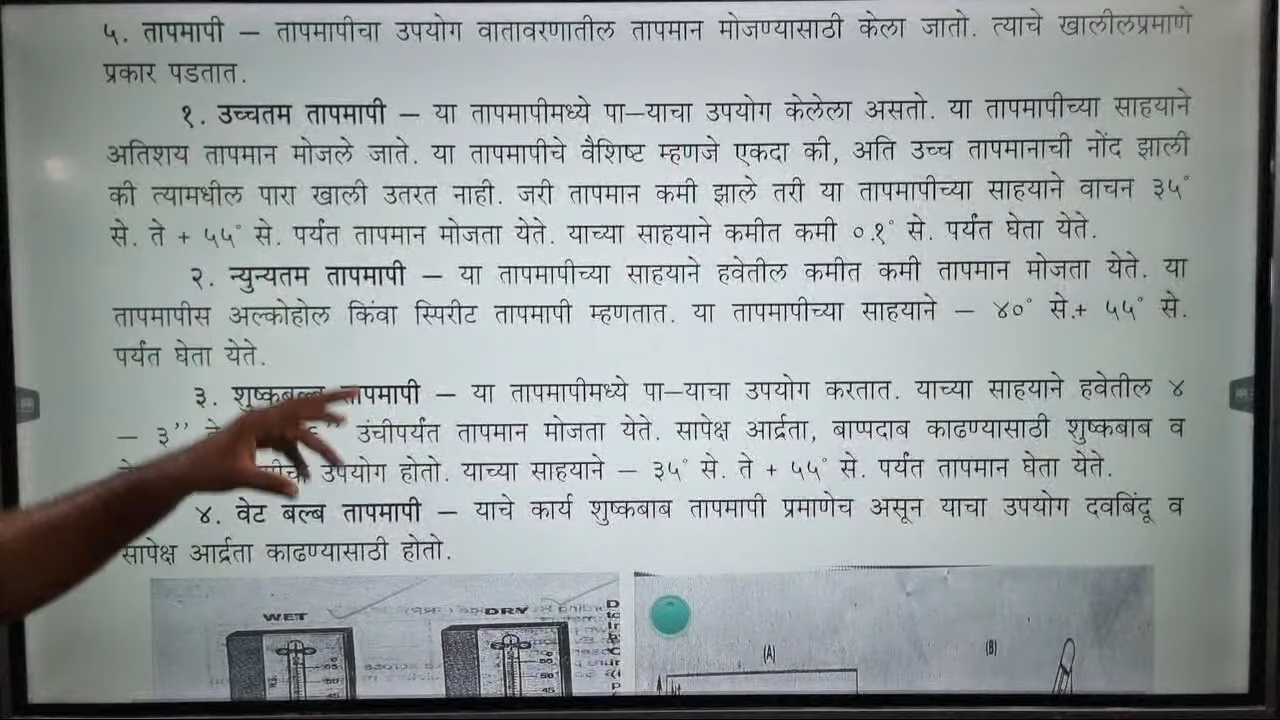 ५. तापमापी – तापमापीचा उपयोग वातावरणातील तापमान मोजण्यासाठी केला जातो. त्याचे खालीलप्रमाणे
प्रकार पडतात.
१. उच्चतम तापमापी – या तापमापीमध्ये पा–याचा उपयोग केलेला असतो. या तापमापीच्या साहयाने
अतिशय तापमान मोजले जाते. या तापमापीचे वैशिष्ट म्हणजे एकदा की, अति उच्च तापमानाची नोंद झाली
की त्यामधील पारा खाली उतरत नाही. जरी तापमान कमी झाले तरी या तापमापीच्या साहयाने वाचन ३५°
से. ते + ५५° से. पर्यंत तापमान मोजता येते. याच्या साहयाने कमीत कमी ०.१° से. पर्यंत घेता येते.
२. न्युन्यतम तापमापी – या तापमापीच्या साहयाने हवेतील कमीत कमी तापमान मोजता येते. या
तापमापीस अल्कोहोल किंवा स्पिरीट तापमापी म्हणतात. या तापमापीच्या साहयाने – ४०° से.+ ५५° से.
पर्यंत घेता येते.
३. शुष्कबल्ब तापमापी – या तापमापीमध्ये पा–याचा उपयोग करतात. याच्या साहयाने हवेतील ४
– ३” उंचीपर्यंत तापमान मोजता येते. सापेक्ष आर्द्रता, बाष्पदाब काढण्यासाठी शुष्कबाब व
उपयोग होतो. याच्या साहयाने – ३५° से. ते + ५५° से. पर्यंत तापमान घेता येते.
४. वेट बल्ब तापमापी – याचे कार्य शुष्कबाब तापमापी प्रमाणेच असून याचा उपयोग दवबिंदू व
सापेक्ष आर्द्रता काढण्यासाठी होतो.
WET DRY
(A) (B)